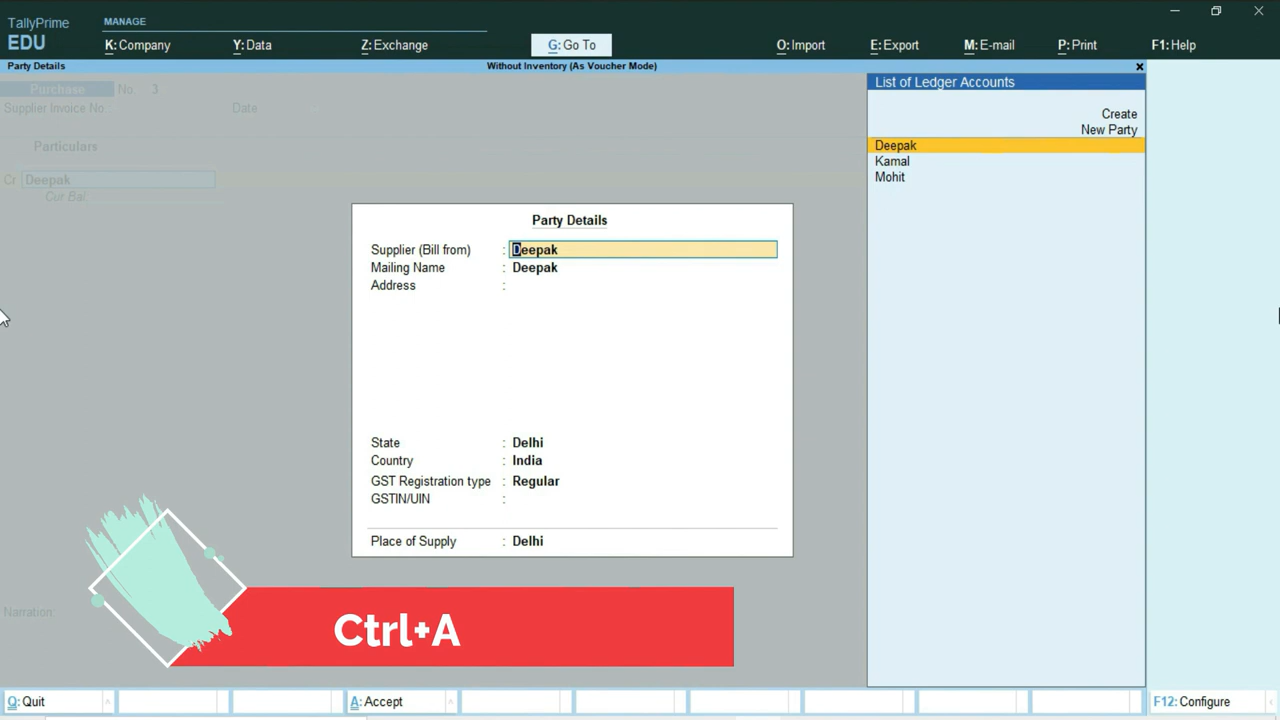 TallyPrime
EDU
MANAGE
K: Company
Y: Data
Z: Exchange
G: Go To
O: Import
E: Export
M: E-mail
P: Print
F1: Help
Party Details
Without Inventory (As Voucher Mode)
x
Purchase No. 3
Supplier Invoice No.
Date
Particulars
Cr Deepak
Cur Bal:
Party Details
Supplier (Bill from) : Deepak
Mailing Name : Deepak
Address :
State : Delhi
Country : India
GST Registration type : Regular
GSTIN/UIN :
Place of Supply : Delhi
List of Ledger Accounts
Create
New Party
Deepak
Kamal
Mohit
Narration:
Ctrl+A
Q: Quit
A: Accept
F12: Configure